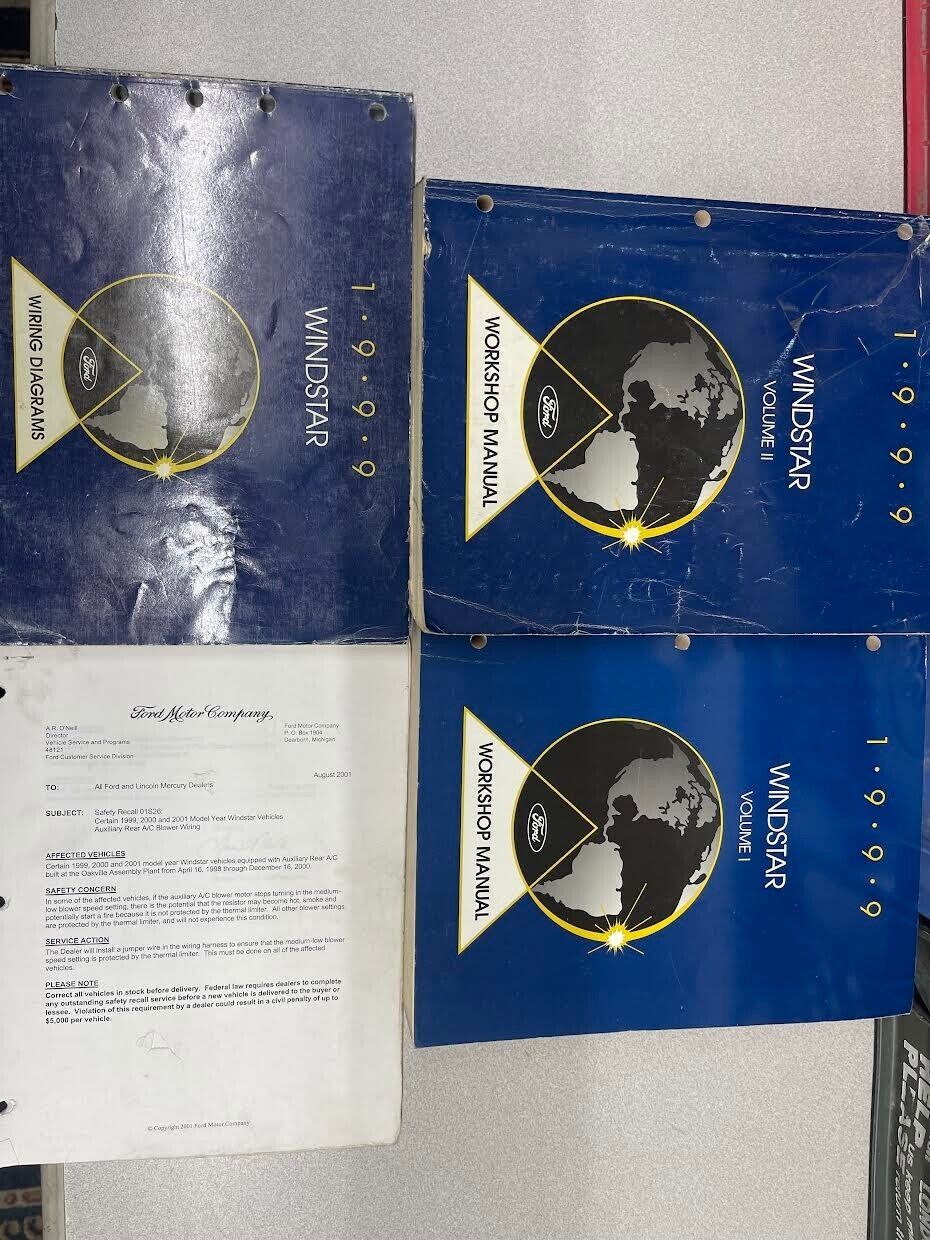 1•9•9•9
WINDSTAR
Ford
WIRING DIAGRAMS
1•9•9•9
WINDSTAR
VOLUME II
Ford
WORKSHOP MANUAL
1•9•9•9
WINDSTAR
VOLUME I
Ford
WORKSHOP MANUAL
Ford Motor Company,
A.R. O'Neill
Director
Vehicle Service and Programs
48121
Ford Customer Service Division
Ford Motor Company
P. O. Box 1904
Dearborn, Michigan
August 2001
TO: All Ford and Lincoln Mercury Dealers
SUBJECT: Safety Recall 01S26:
Certain 1999, 2000 and 2001 Model Year Windstar Vehicles
Auxiliary Rear A/C Blower Wiring
AFFECTED VEHICLES
Certain 1999, 2000 and 2001 model year Windstar vehicles equipped with Auxiliary Rear A/C
built at the Oakville Assembly Plant from April 16, 1998 through December 16, 2000.
SAFETY CONCERN
In some of the affected vehicles, if the auxiliary A/C blower motor stops turning in the medium-
low blower speed setting, there is the potential that the resistor may become hot, smoke and
potentially start a fire because it is not protected by the thermal limiter. All other blower settings
are protected by the thermal limiter, and will not experience this condition.
SERVICE ACTION
The Dealer will install a jumper wire in the wiring harness to ensure that the medium-low blower
speed setting is protected by the thermal limiter. This must be done on all of the affected
vehicles.
PLEASE NOTE
Correct all vehicles in stock before delivery. Federal law requires dealers to complete
any outstanding safety recall service before a new vehicle is delivered to the buyer or
lessee. Violation of this requirement by a dealer could result in a civil penalty of up to
$5,000 per vehicle.
© Copyright 2001 Ford Motor Company
HELP us keep
PLEASE return